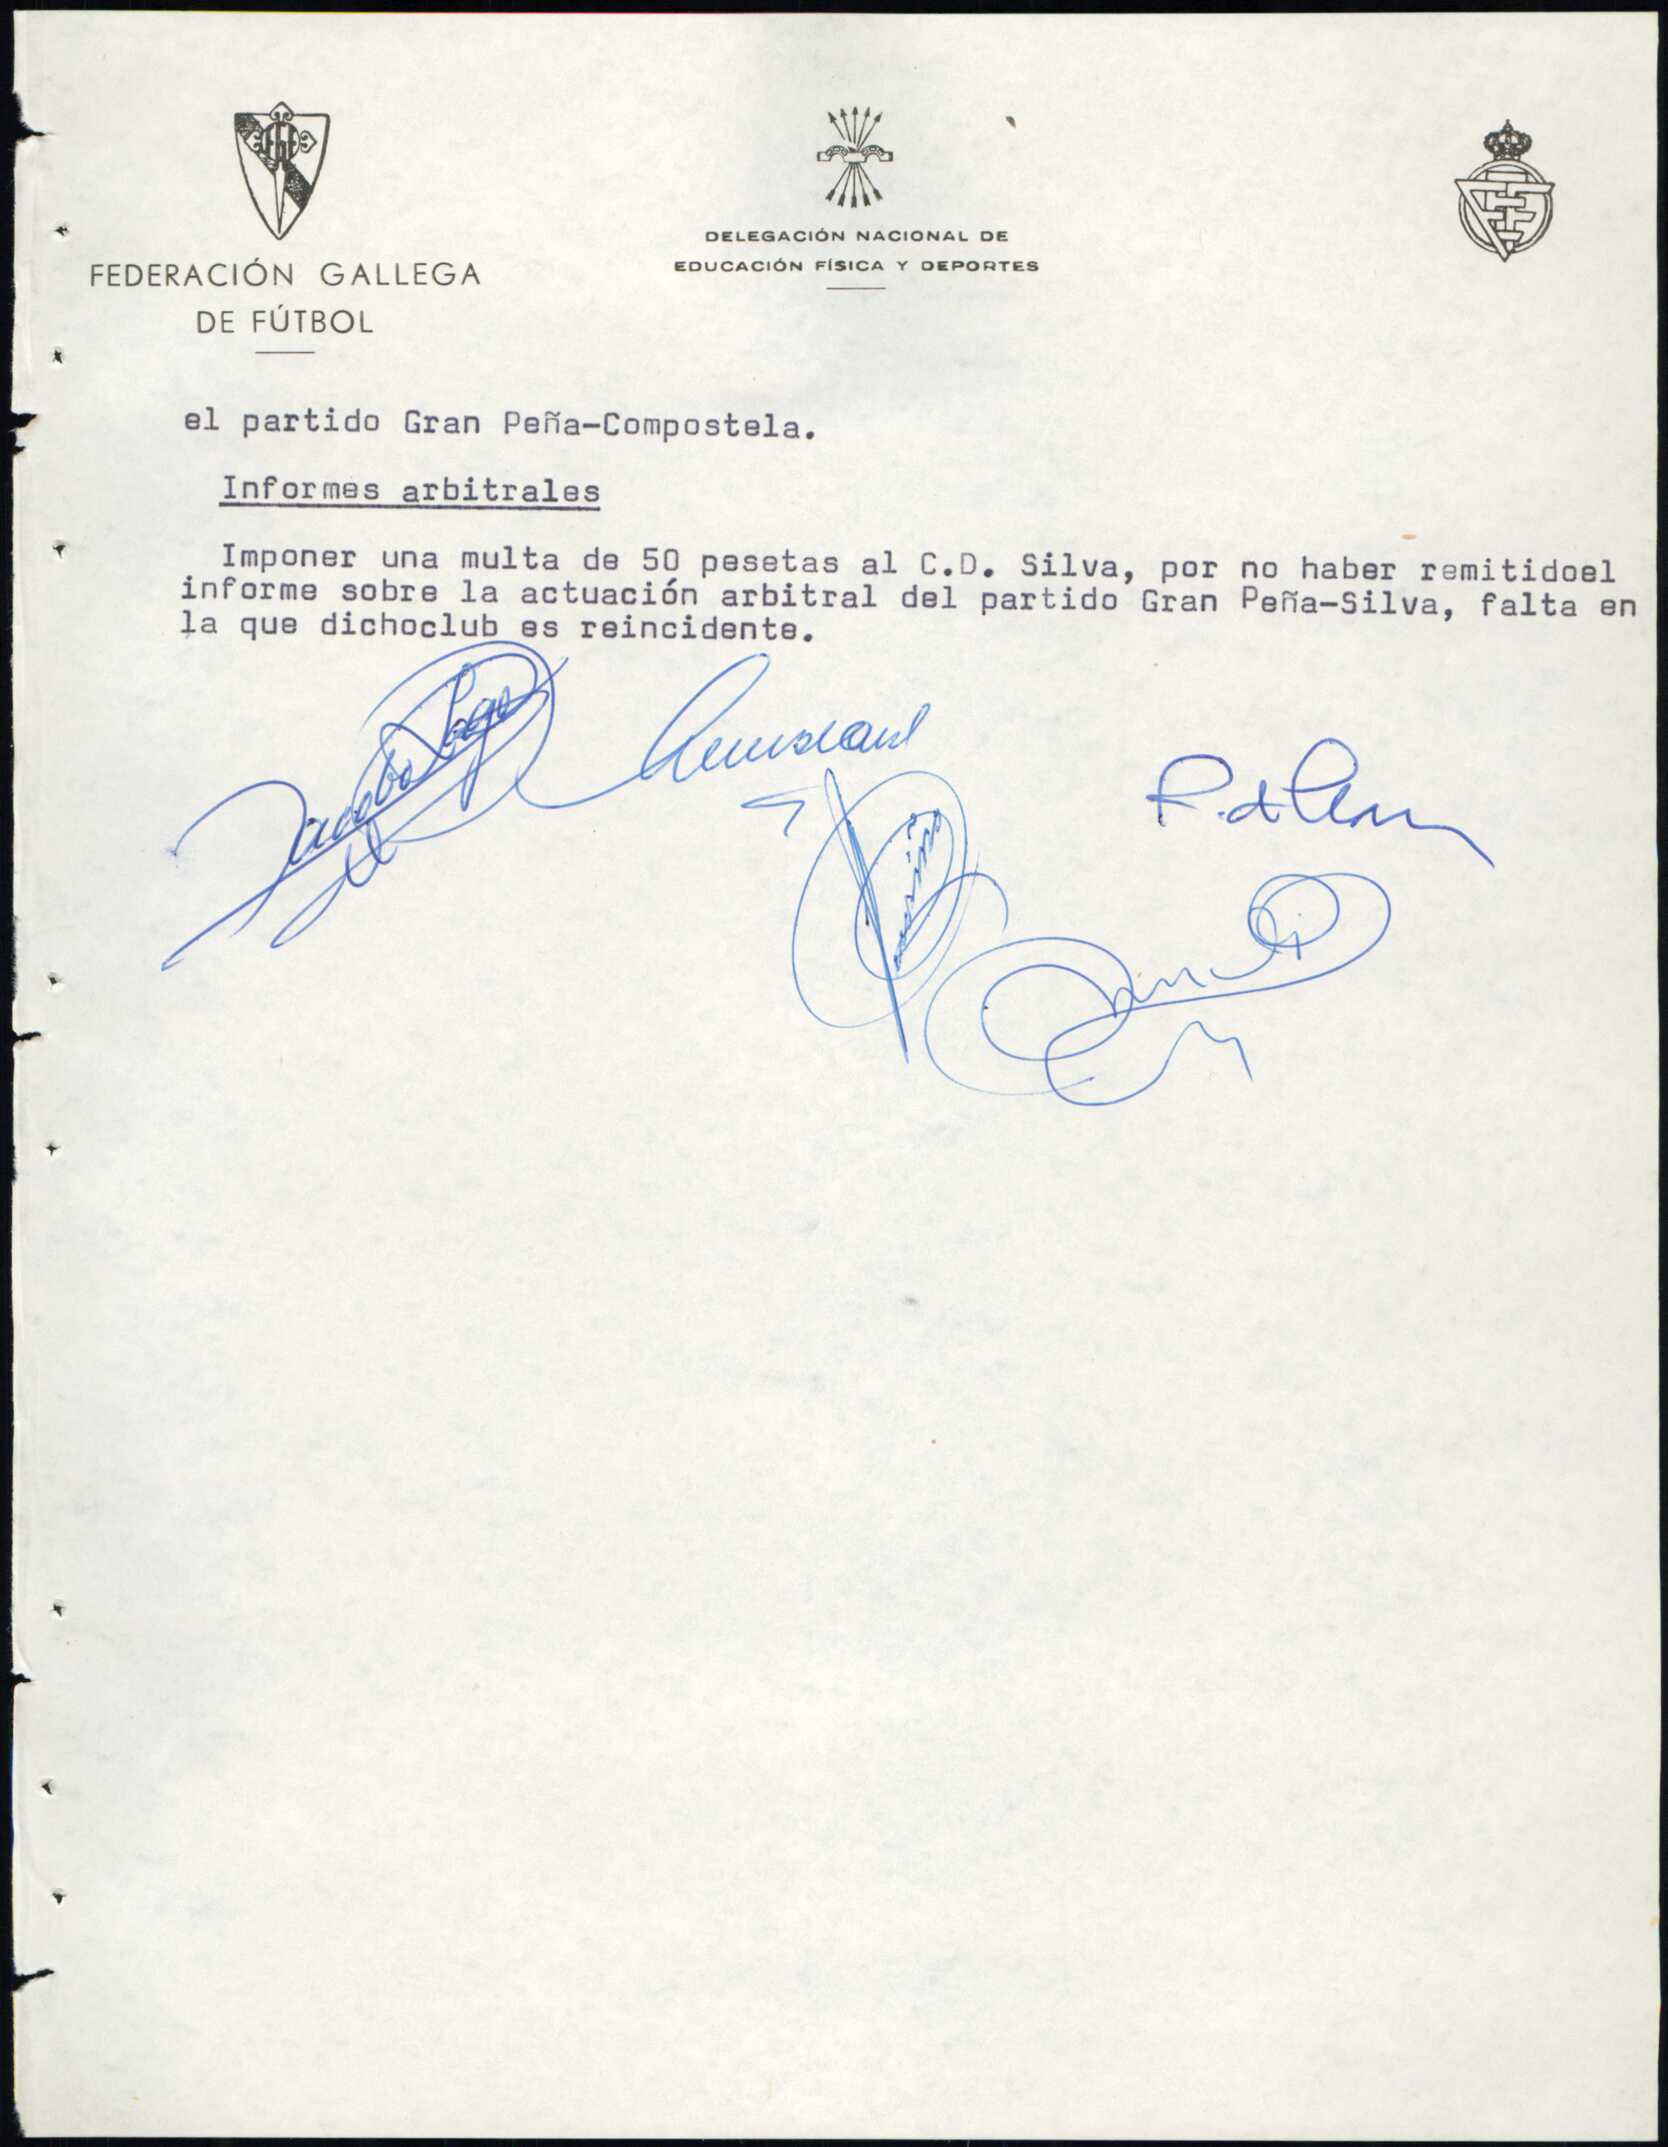 FEDERACIÓN GALLEGA
DE FÚTBOL
DELEGACIÓN NACIONAL DE
EDUCACIÓN FÍSICA Y DEPORTES
el partido Gran Peña-Compostela.
Informes arbitrales
Imponer una multa de 50 pesetas al C.D. Silva, por no haber remitidoel
informe sobre la actuación arbitral del partido Gran Peña-Silva, falta en
la que dichoclub es reincidente.